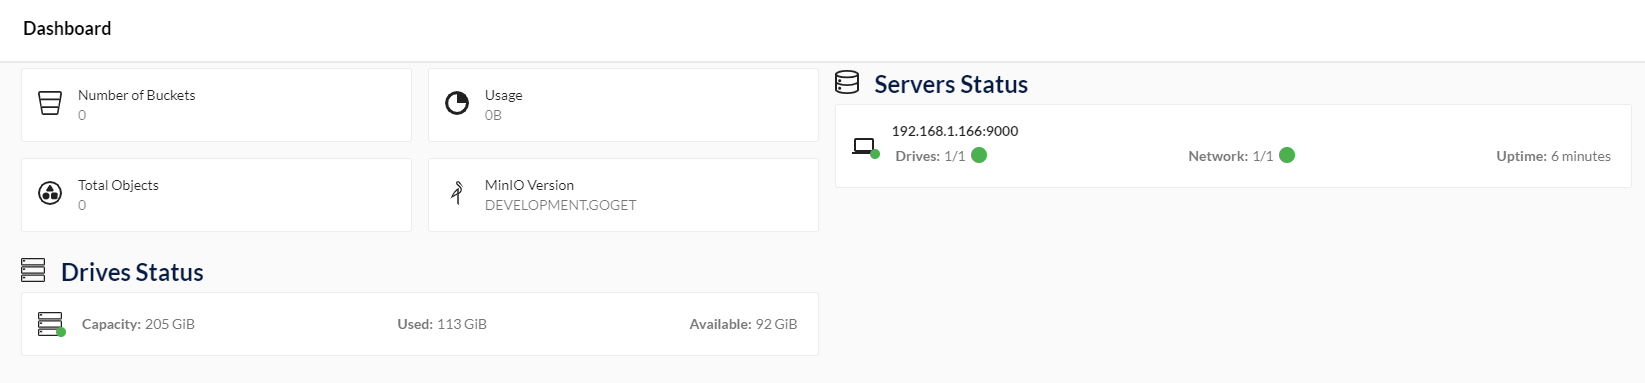 Dashboard
Number of Buckets
0
Usage
0B
Total Objects
0
MinIO Version
DEVELOPMENT.GOGET
Drives Status
Capacity: 205 GiB Used: 113 GiB Available: 92 GiB
Servers Status
192.168.1.166:9000
Drives: 1/1 Network: 1/1 Uptime: 6 minutes